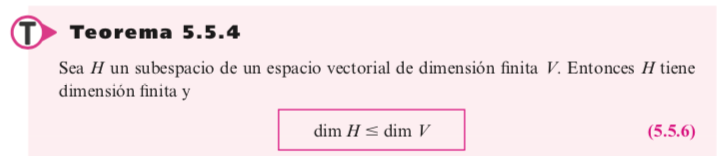 T Teorema 5.5.4
Sea H un subespacio de un espacio vectorial de dimensión finita V. Entonces H tiene
dimensión finita y
dim H ≤ dim V (5.5.6)